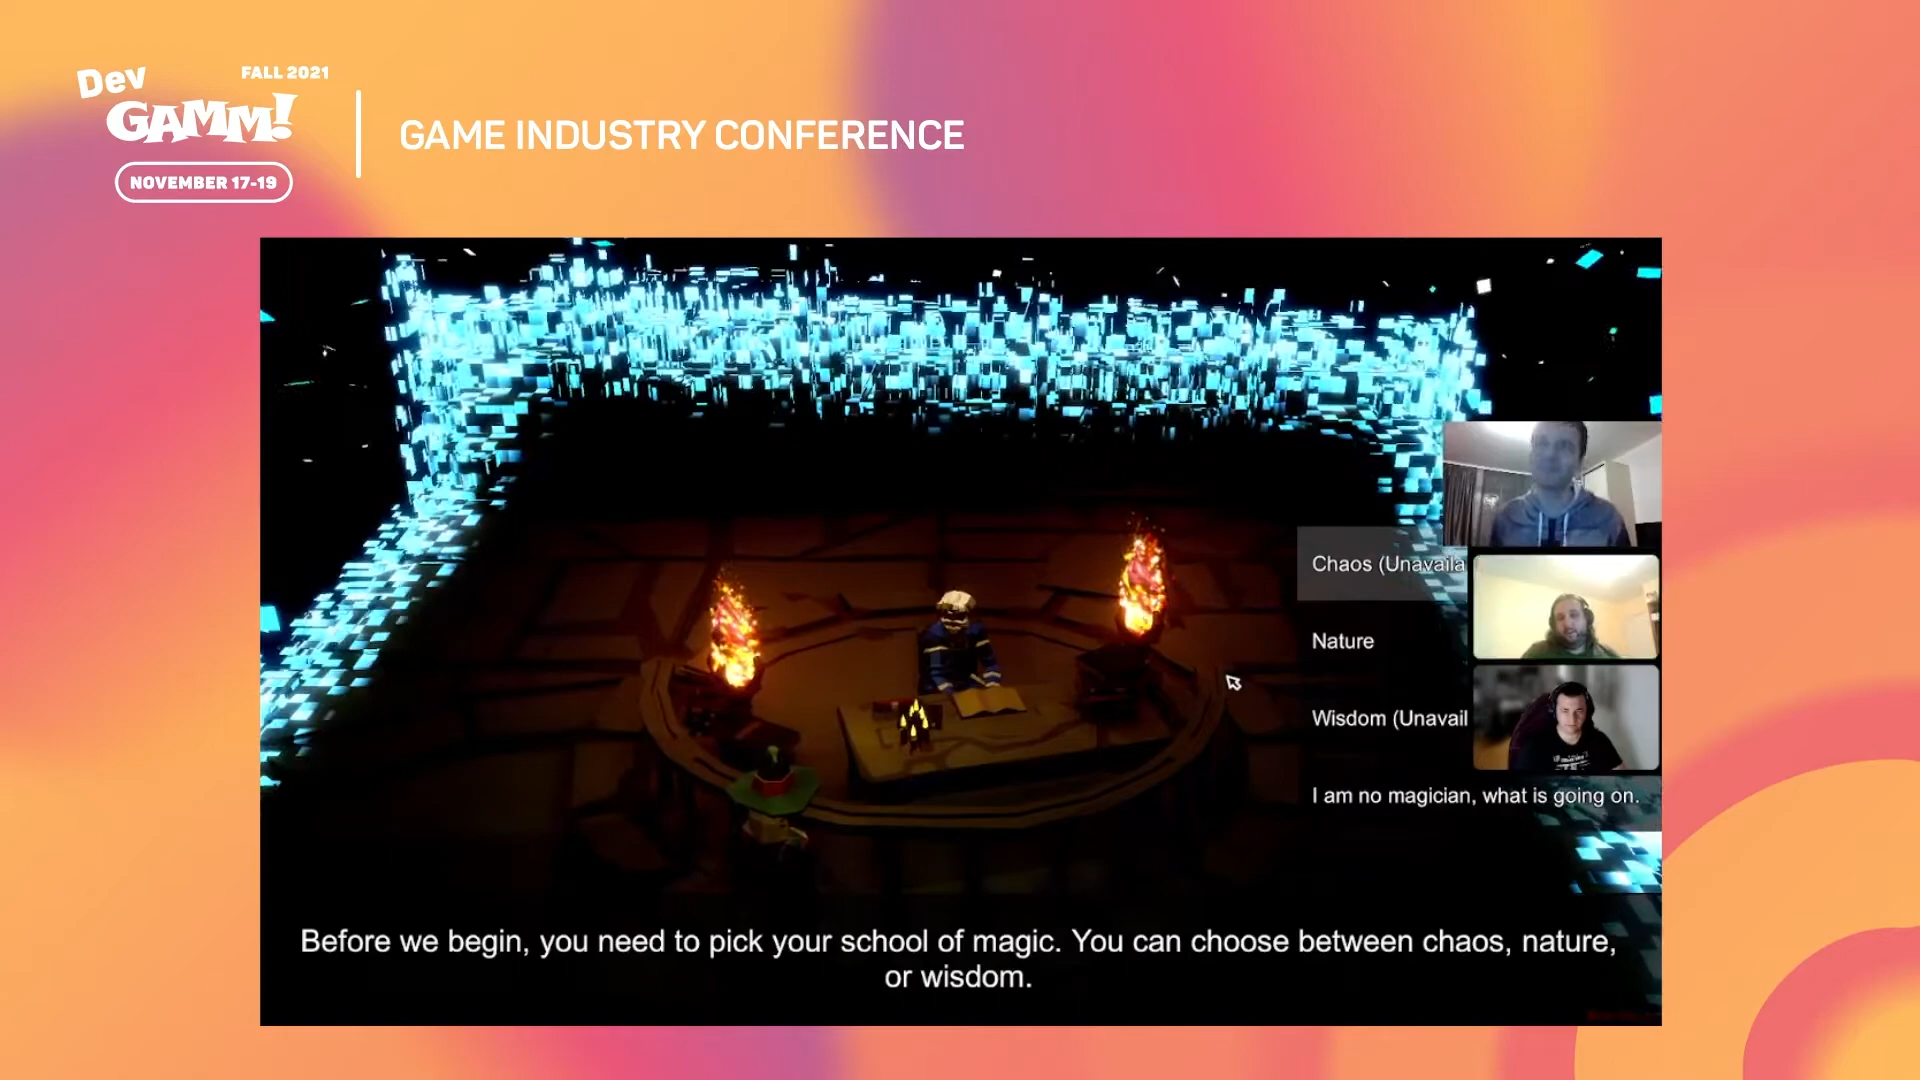 Dev
FALL 2021
GAMM!
NOVEMBER 17-19
GAME INDUSTRY CONFERENCE
Chaos (Unavaila
Nature
Wisdom (Unavail
I am no magician, what is going on.
Before we begin, you need to pick your school of magic. You can choose between chaos, nature,
or wisdom.